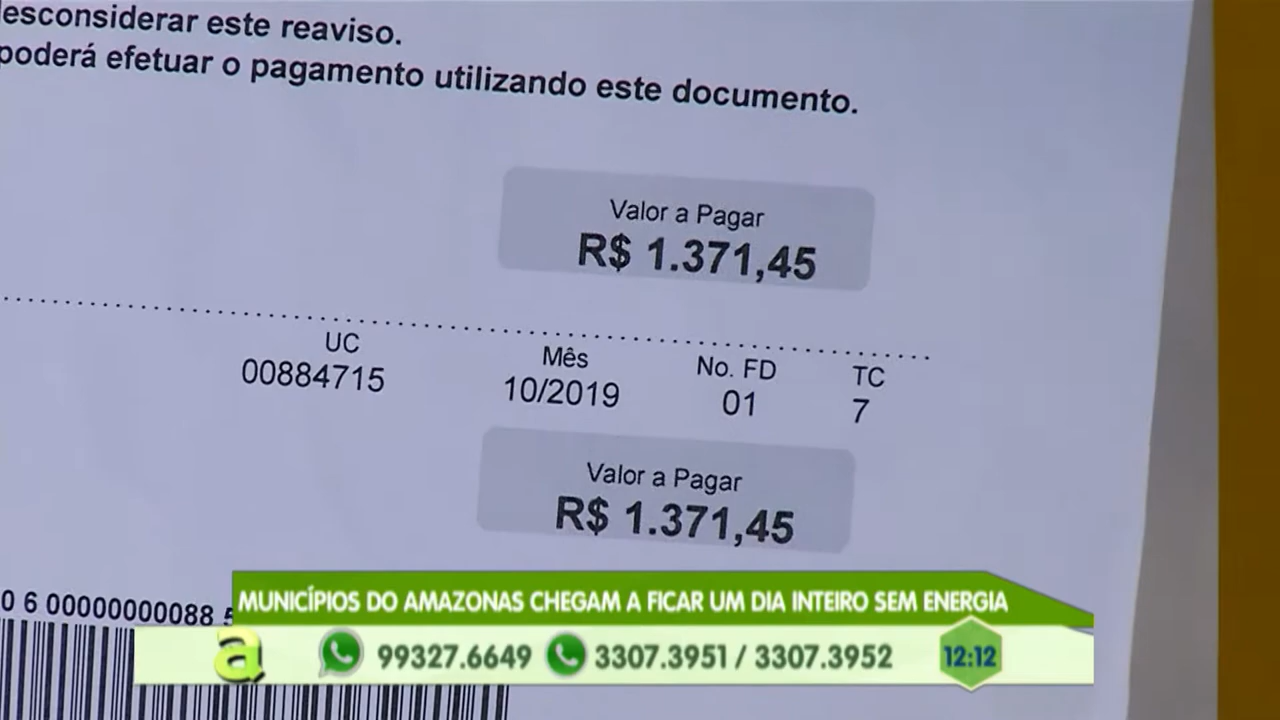 esconsiderar este reaviso.
poderá efetuar o pagamento utilizando este documento.
Valor a Pagar
R$ 1.371,45
UC Mês No. FD TC
00884715 10/2019 01 7
Valor a Pagar
R$ 1.371,45
0 6 00000000088 5
MUNICÍPIOS DO AMAZONAS CHEGAM A FICAR UM DIA INTEIRO SEM ENERGIA
a 99327.6649 3307.3951 / 3307.3952 12:12